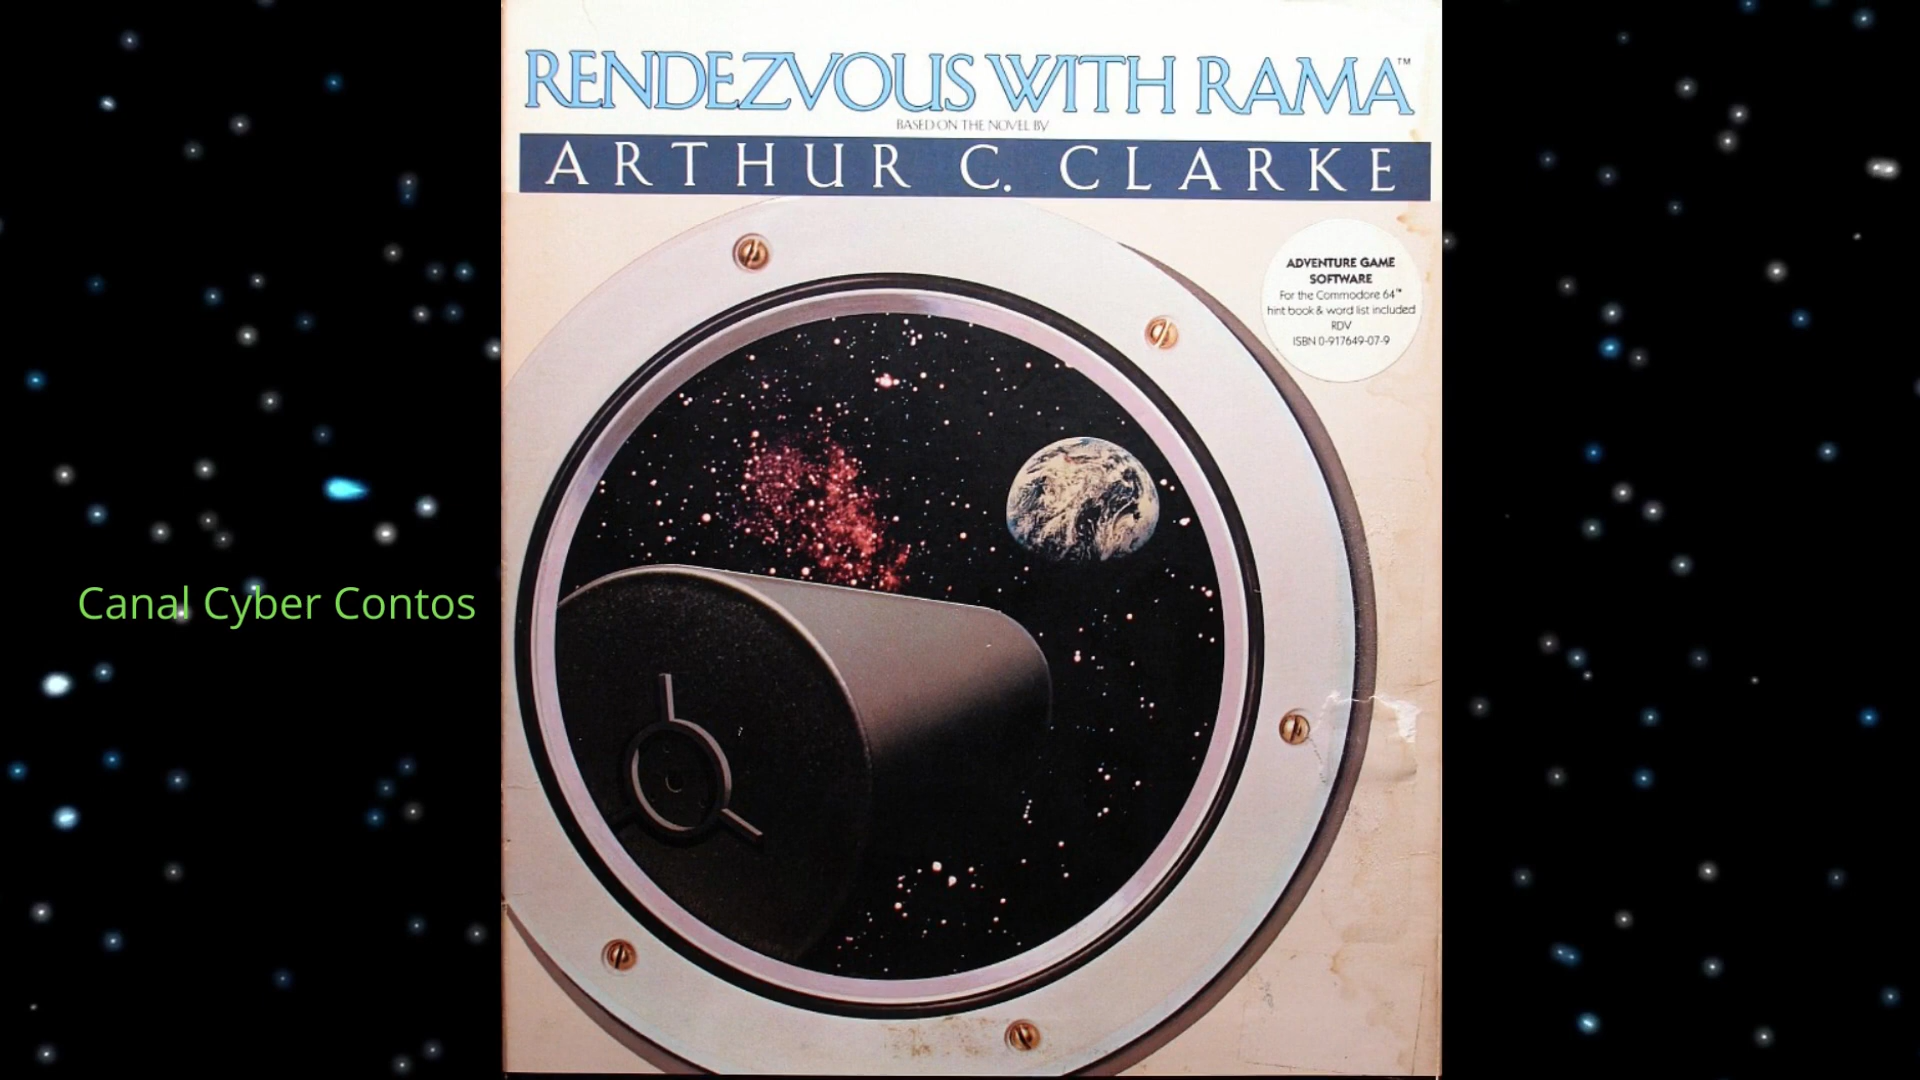 RENDEZVOUS WITH RAMA™
BASED ON THE NOVEL BY
ARTHUR C. CLARKE
ADVENTURE GAME
SOFTWARE
For the Commodore 64™
hint book & word list included
RDV
ISBN 0-917649-07-9
Canal Cyber Contos